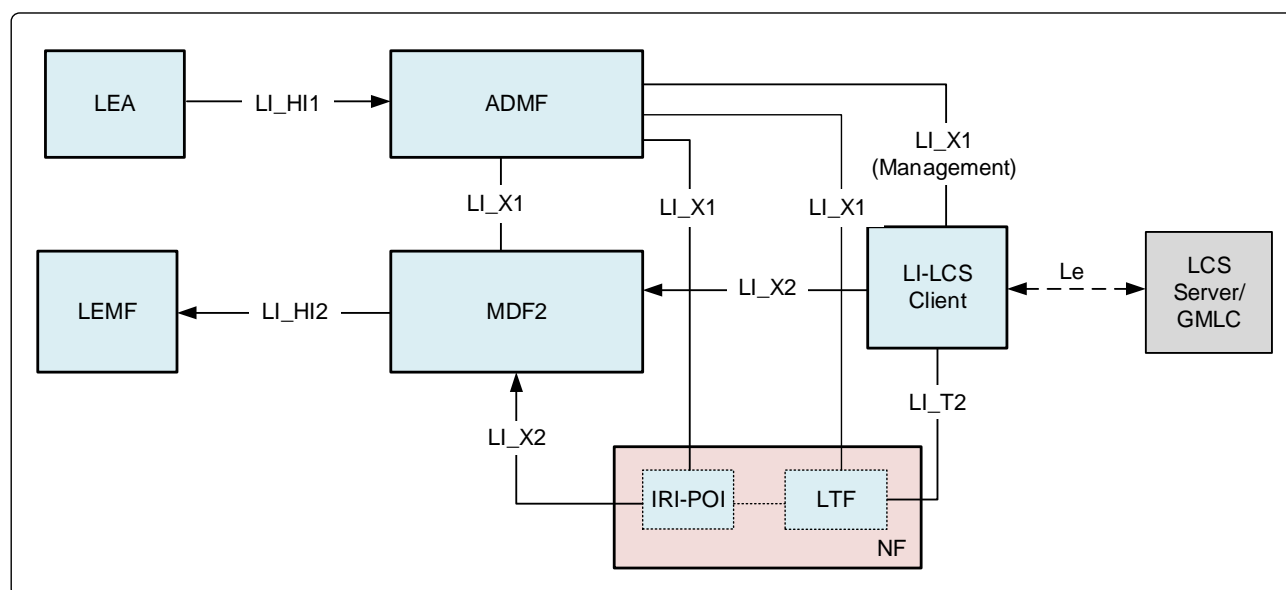 LEA
LI_HI1
ADMF
LI_X1
(Management)
LI_X1
LI_X1
LI_X1
LEMF
LI_HI2
MDF2
LI_X2
LI-LCS
Client
Le
LCS
Server/
GMLC
LI_T2
LI_X2
IRI-POI
LTF
NF